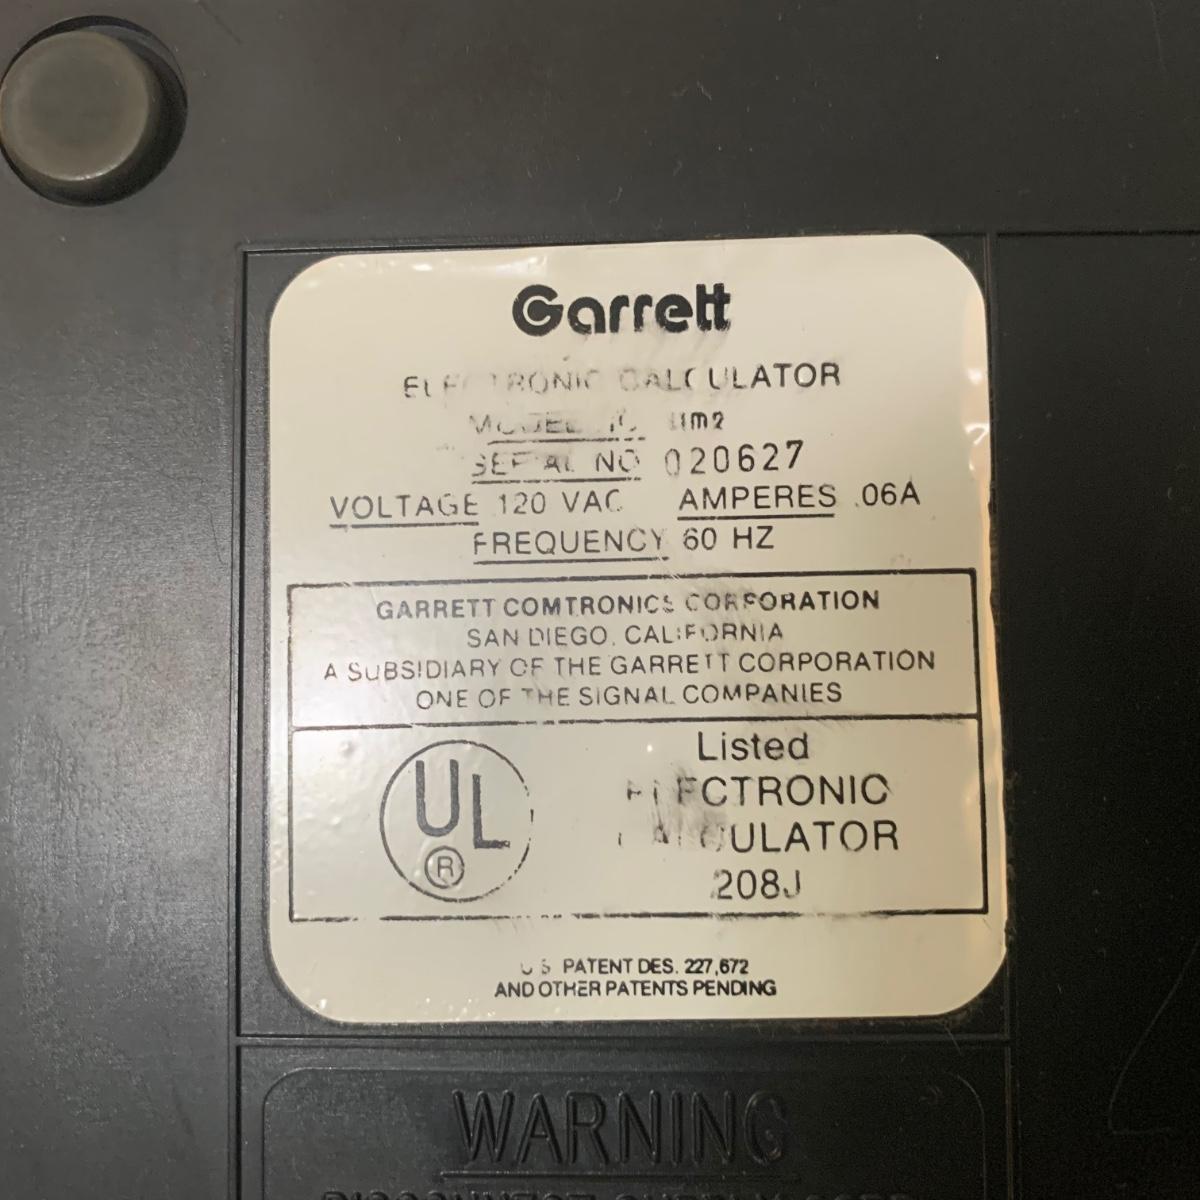 Garrett
ELECTRONIC CALCULATOR
MODEL NO
SERIAL NO 020627
VOLTAGE 120 VAC AMPERES .06A
FREQUENCY 60 HZ
GARRETT COMTRONICS CORPORATION
SAN DIEGO, CALIFORNIA
A SUBSIDIARY OF THE GARRETT CORPORATION
ONE OF THE SIGNAL COMPANIES
UL
®
Listed
ELECTRONIC
CALCULATOR
208J
U S PATENT DES. 227,672
AND OTHER PATENTS PENDING
WARNING